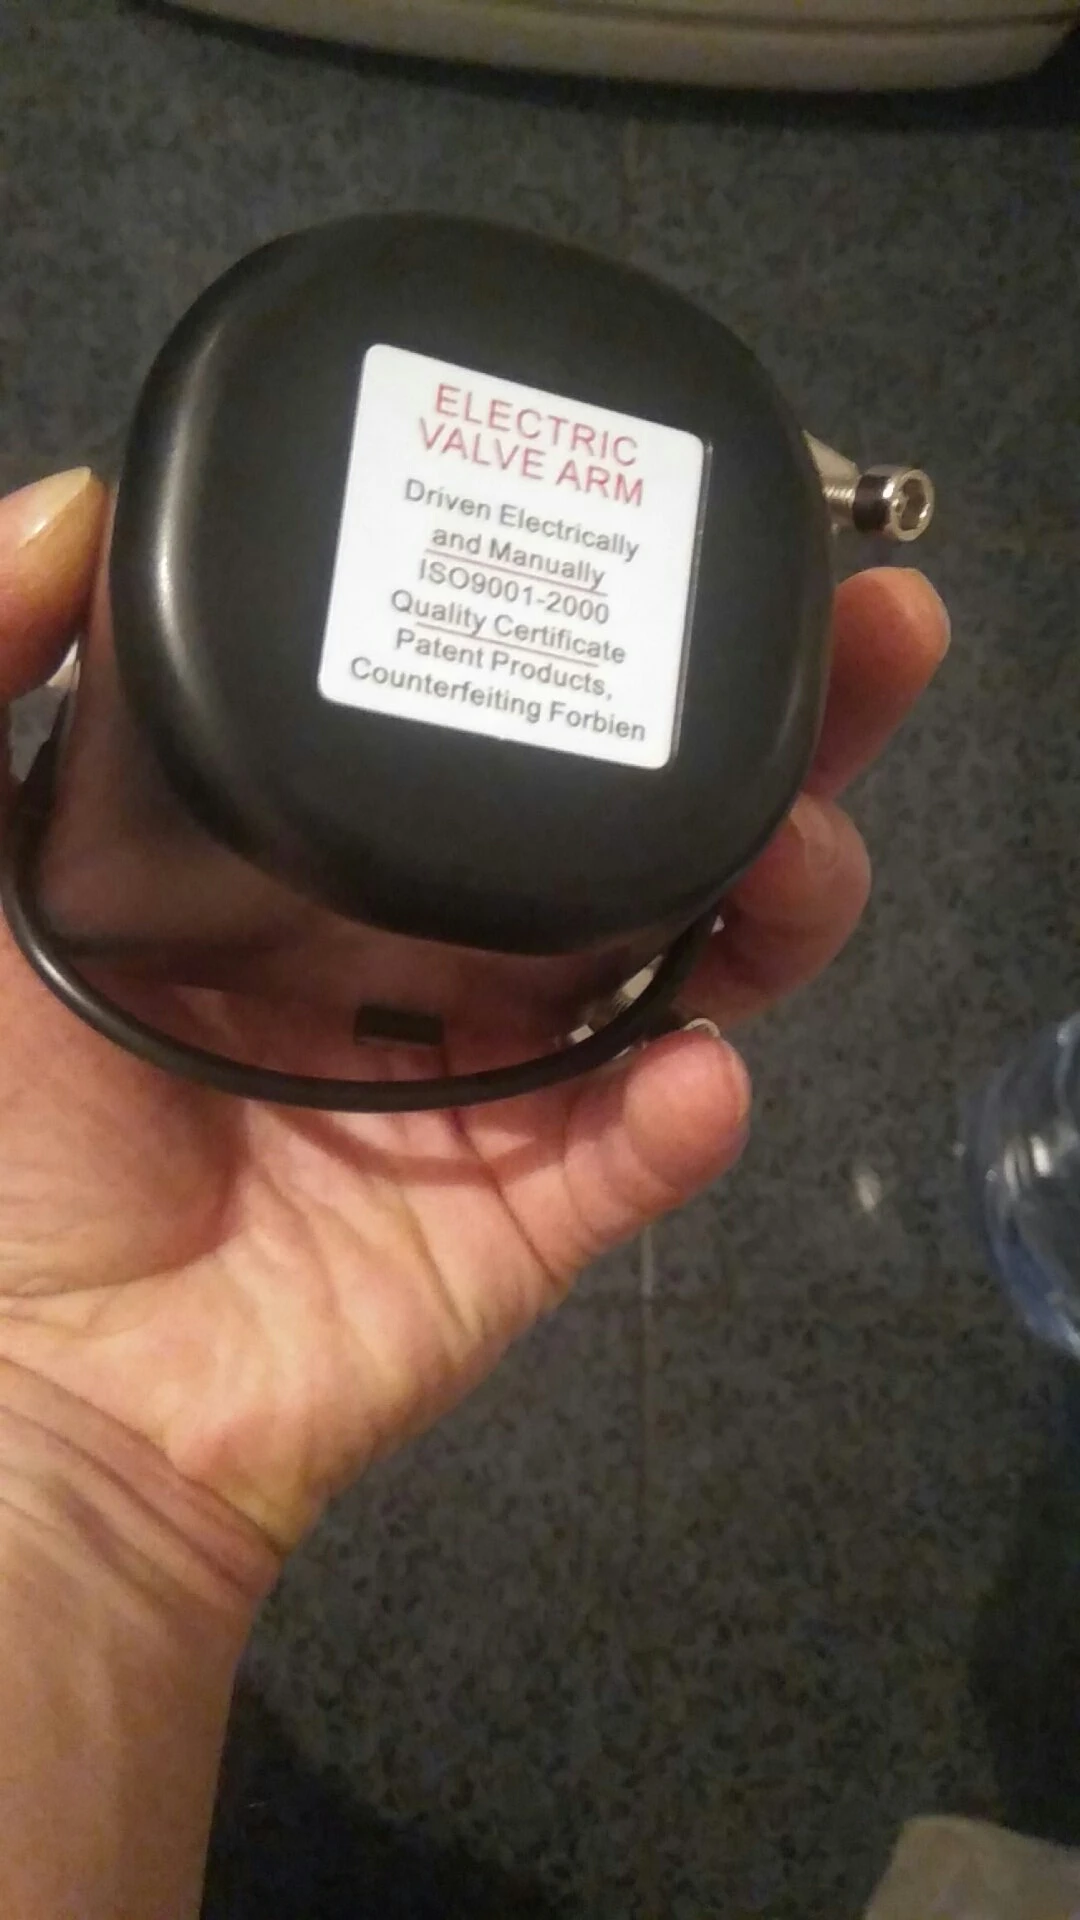 ELECTRIC
VALVE ARM
Driven Electrically
and Manually
ISO9001-2000
Quality Certificate
Patent Products,
Counterfeiting Forbien